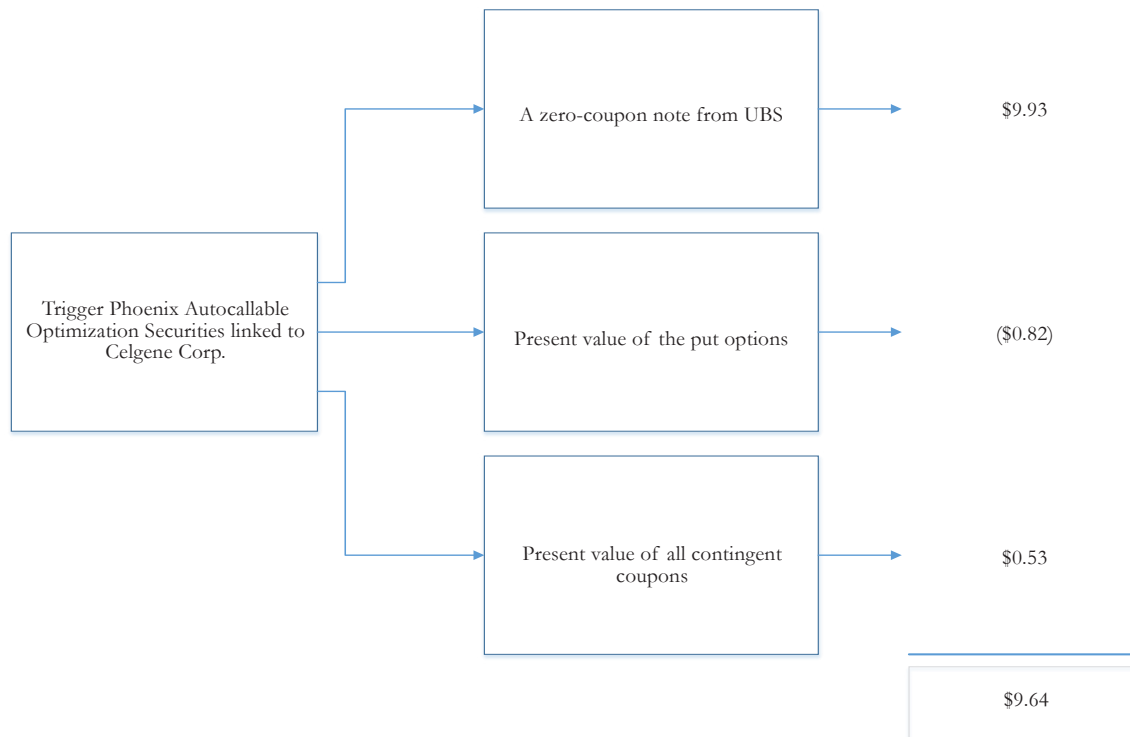 A zero-coupon note from UBS
$9.93
Trigger Phoenix Autocallable
Optimization Securities linked to
Celgene Corp.
Present value of the put options
($0.82)
Present value of all contingent
coupons
$0.53
$9.64